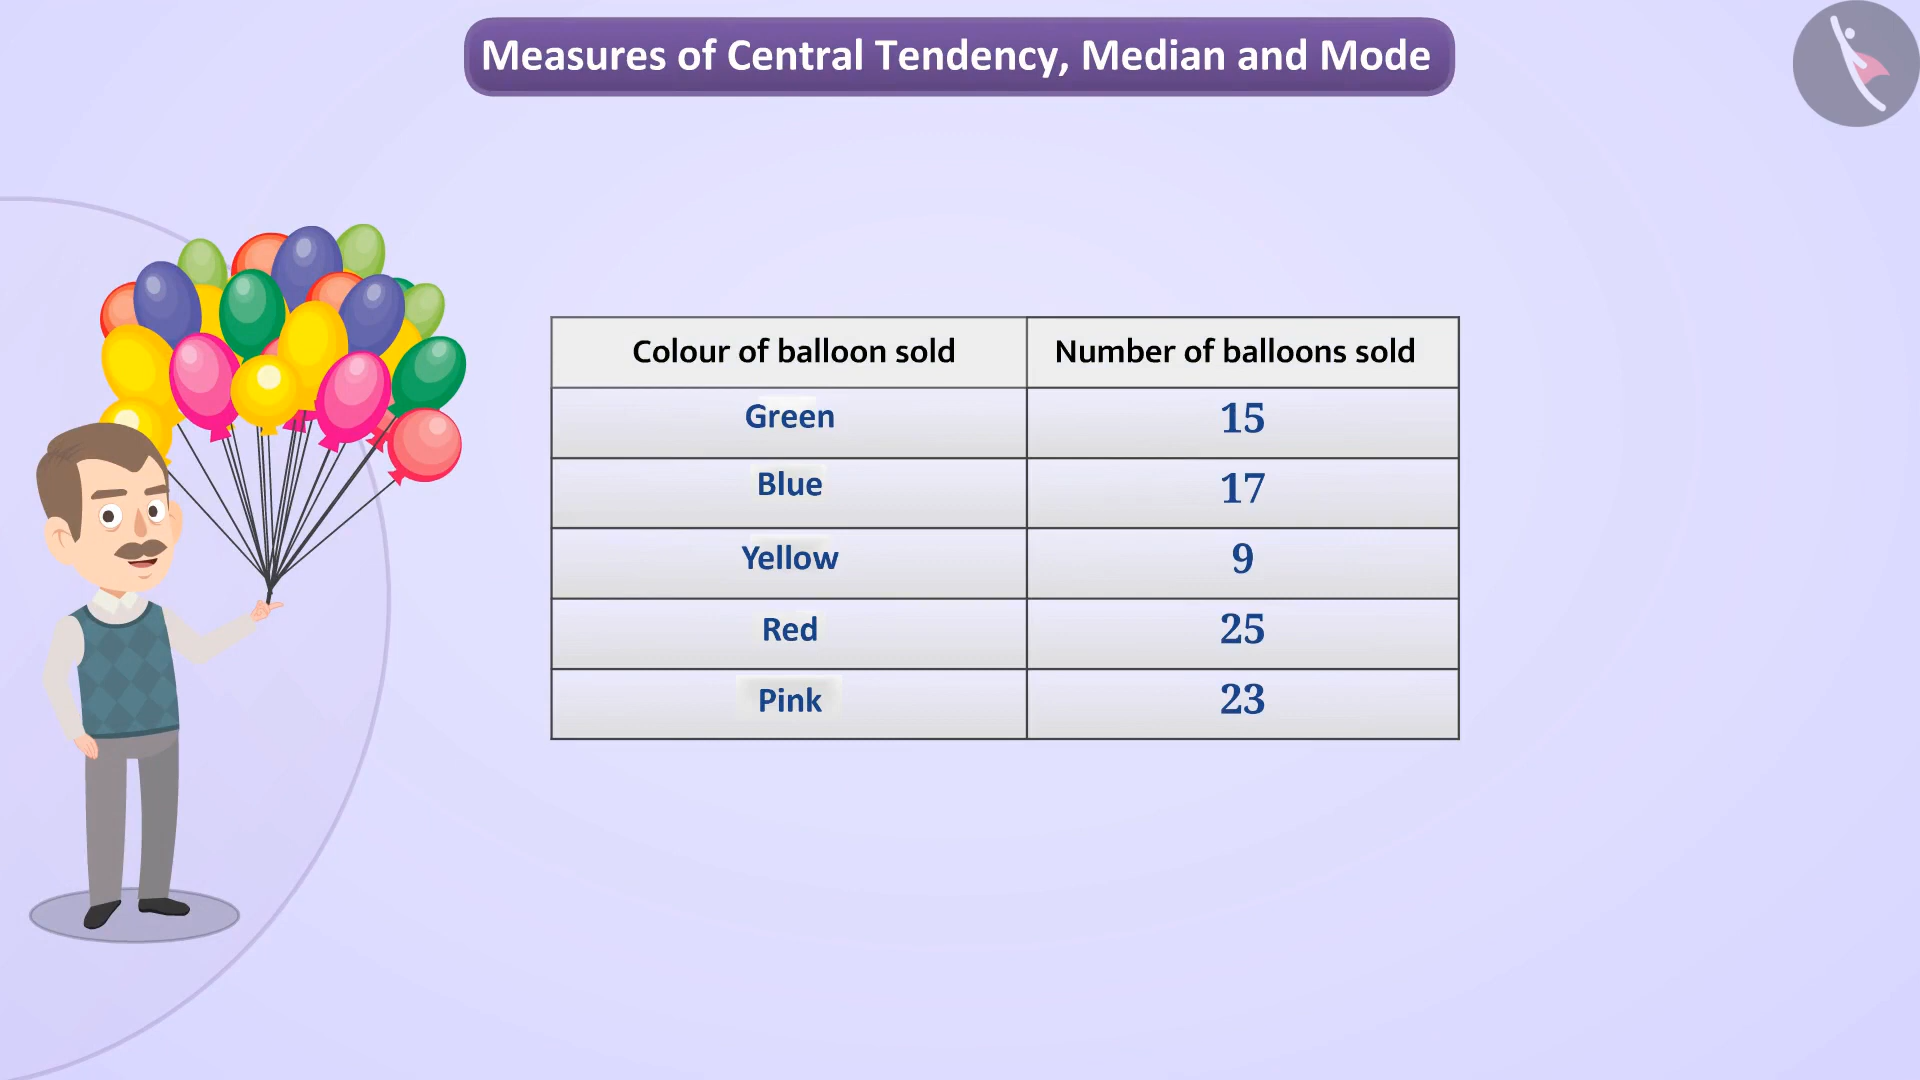 Measures of Central Tendency, Median and Mode
Colour of balloon sold Number of balloons sold
Green 15
Blue 17
Yellow 9
Red 25
Pink 23